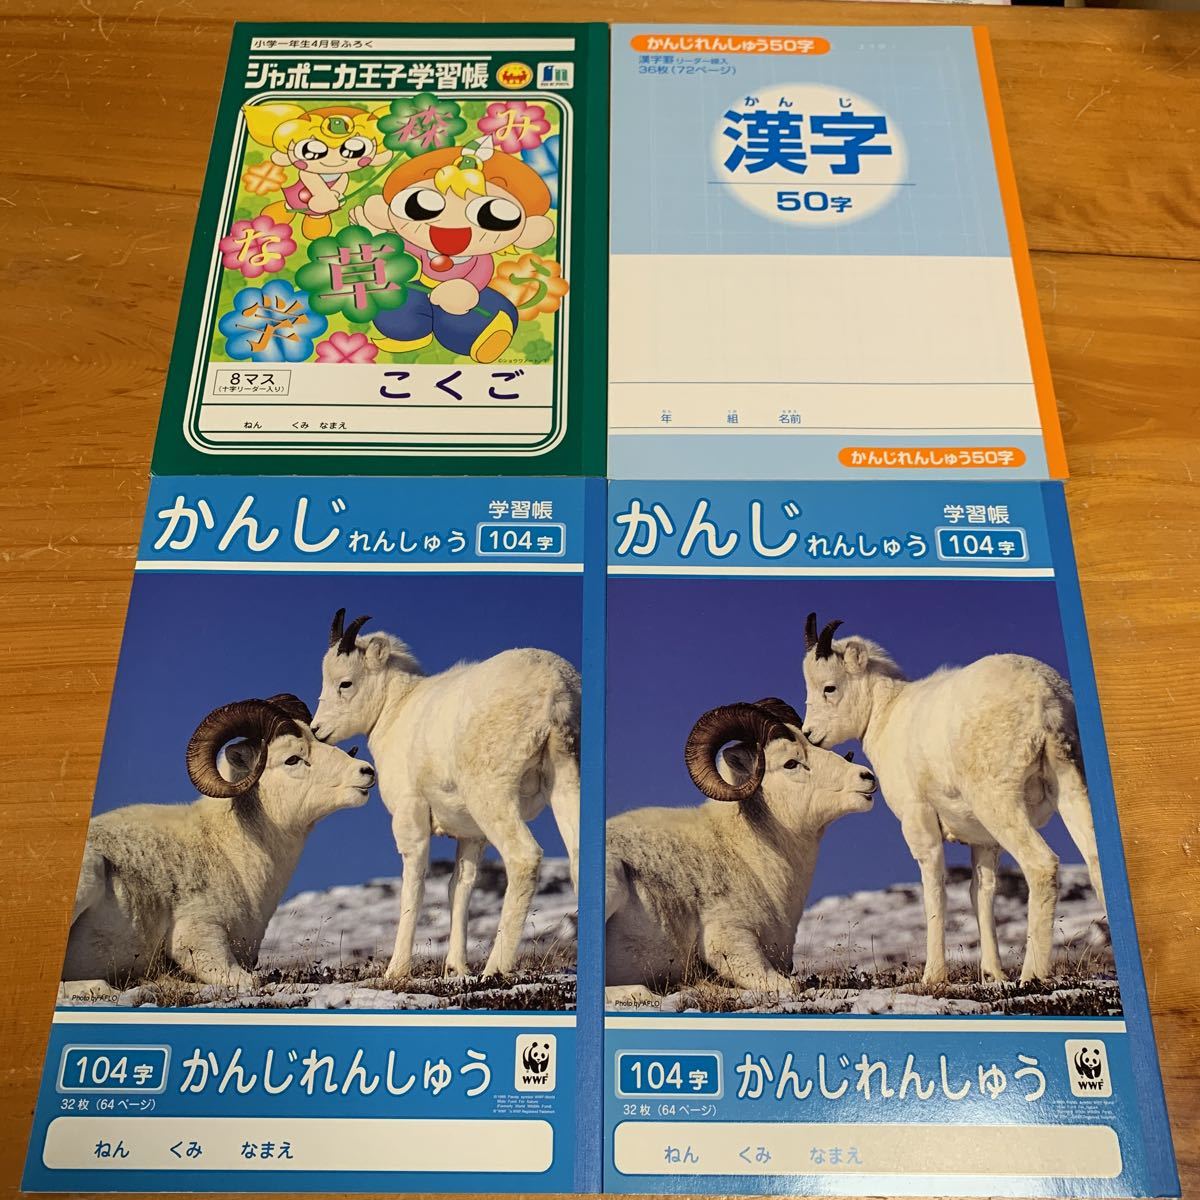 小学一年生4月号ふろく
ジャポニカ王子学習帳
森
み
な
草
う
学
8マス
(十字リーダー入り)
こくご
ねん くみ なまえ
かんじれんしゅう50字
漢字罫リーダー線入
36枚(72ページ)
かんじ
漢字
50字
ねん くみ なまえ
年 組 名前
かんじれんしゅう50字
かんじ れんしゅう
学習帳
104字
Photo by AFLO
104字
かんじれんしゅう
WWF
32枚(64ページ)
ねん くみ なまえ
かんじ れんしゅう
学習帳
104字
Photo by AFLO
104字
かんじれんしゅう
WWF
32枚(64ページ)
ねん くみ なまえ